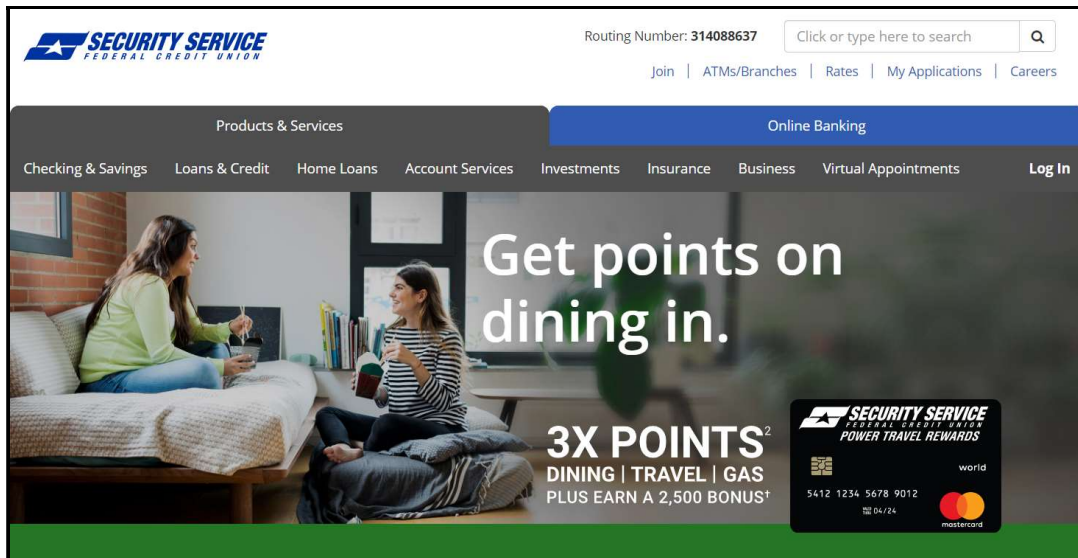 SECURITY SERVICE
FEDERAL CREDIT UNION
Routing Number: 314088637
Click or type here to search
Join | ATMs/Branches | Rates | My Applications | Careers
Products & Services
Online Banking
Checking & Savings
Loans & Credit
Home Loans
Account Services
Investments
Insurance
Business
Virtual Appointments
Log In
Get points on
dining in.
3X POINTS²
DINING | TRAVEL | GAS
PLUS EARN A 2,500 BONUS†
SECURITY SERVICE
FEDERAL CREDIT UNION
POWER TRAVEL REWARDS
world
5412 1234 5678 9012
04/24
mastercard